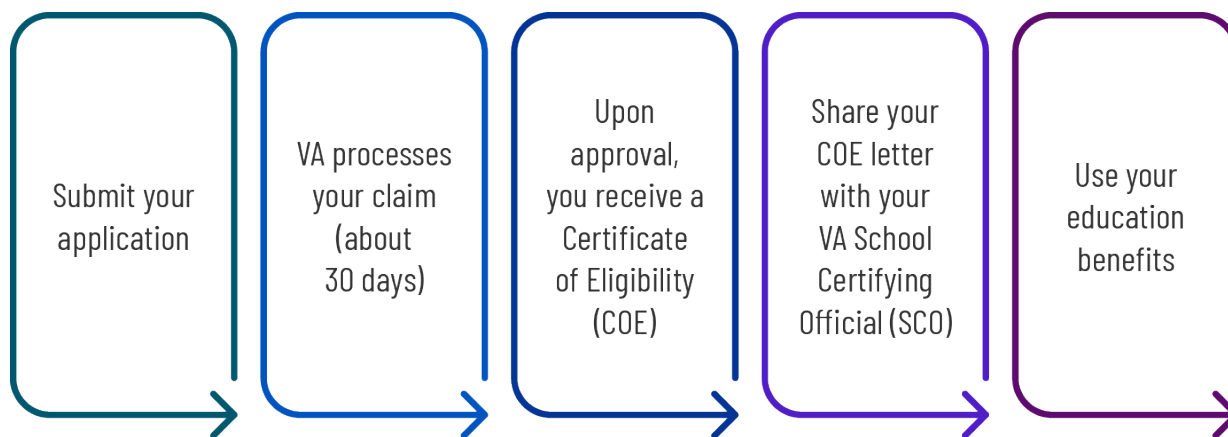 Submit your
application
VA processes
your claim
(about
30 days)
Upon
approval,
you receive a
Certificate
of Eligibility
(COE)
Share your
COE letter
with your
VA School
Certifying
Official (SCO)
Use your
education
benefits